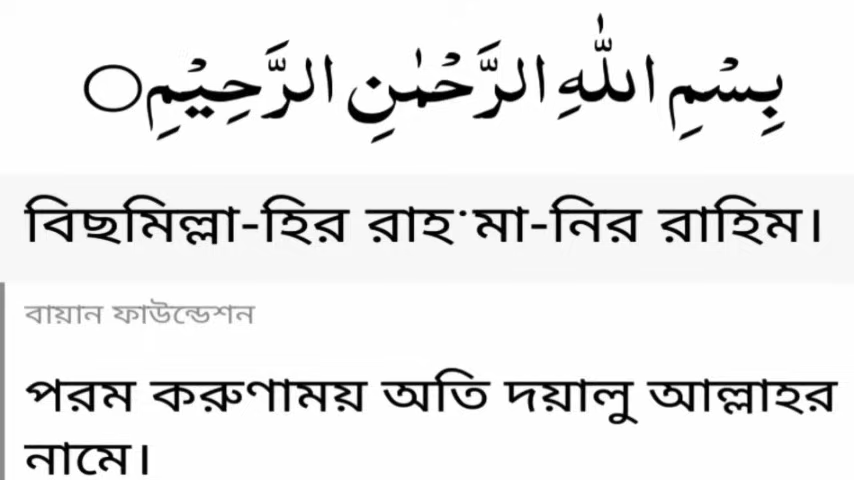 بِسْمِ اللّٰهِ الرَّحْمٰنِ الرَّحِيْمِ
বিছমিল্লা-হির রাহ˙মা-নির রাহিম।
বায়ান ফাউন্ডেশন
পরম করুণাময় অতি দয়ালু আল্লাহর
নামে।